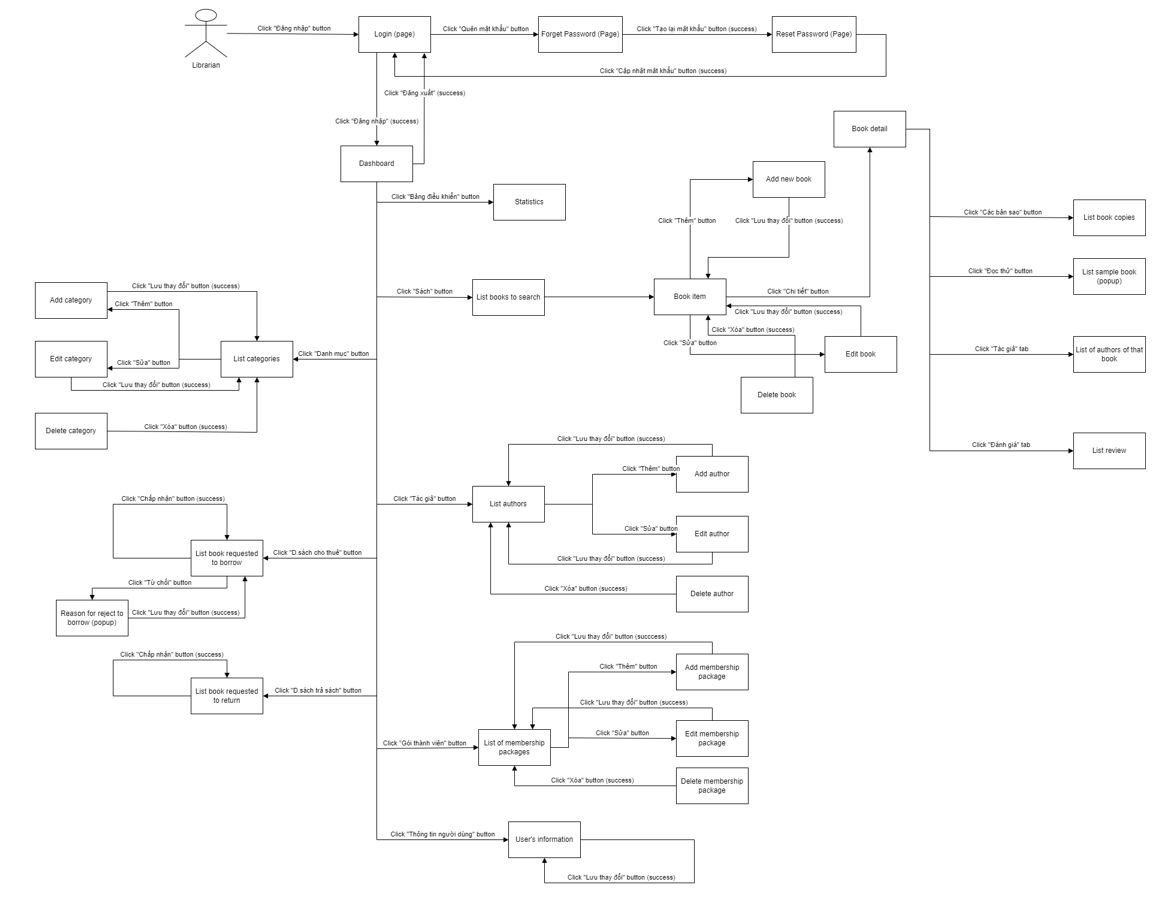 Click "Đăng nhập" button
Librarian
Login (page)
Click "Quên mật khẩu" button
Forget Password (Page)
Click "Tạo lại mật khẩu" button (success)
Reset Password (Page)
Click "Cập nhật mật khẩu" button (success)
Click "Đăng xuất" (success)
Click "Đăng nhập" (success)
Dashboard
Book detail
Click "Bảng điều khiển" button
Statistics
Add new book
Click "Thêm" button
Click "Lưu thay đổi" button (success)
Click "Các bản sao" button
List book copies
Click "Đọc thử" button
List sample book
(popup)
Click "Tác giả" tab
List of authors of that
book
Click "Đánh giá" tab
List review
Click "Sách" button
List books to search
Book item
Click "Chi tiết" button
Click "Lưu thay đổi" button (success)
Click "Xóa" button (success)
Click "Sửa" button
Edit book
Delete book
Click "Lưu thay đổi" button (success)
Add category
Click "Thêm" button
Edit category
Click "Sửa" button
List categories
Click "Danh mục" button
Click "Lưu thay đổi" button (success)
Delete category
Click "Xóa" button (success)
Click "Lưu thay đổi" button (success)
Click "Thêm" button
Add author
Click "Tác giả" button
List authors
Click "Sửa" button
Edit author
Click "Lưu thay đổi" button (success)
Click "Xóa" button (success)
Delete author
Click "Chấp nhận" button (success)
List book requested
to borrow
Click "D.sách cho thuê" button
Click "Từ chối" button
Reason for reject to
borrow (popup)
Click "Lưu thay đổi" button (success)
Click "Chấp nhận" button (success)
List book requested
to return
Click "D.sách trả sách" button
Click "Lưu thay đổi" button (succcess)
Click "Thêm" button
Add membership
package
Click "Lưu thay đổi" button (success)
Click "Gói thành viên" button
List of membership
packages
Click "Sửa" button
Edit membership
package
Click "Xóa" button (success)
Delete membership
package
Click "Thông tin người dùng" button
User's information
Click "Lưu thay đổi" button (success)